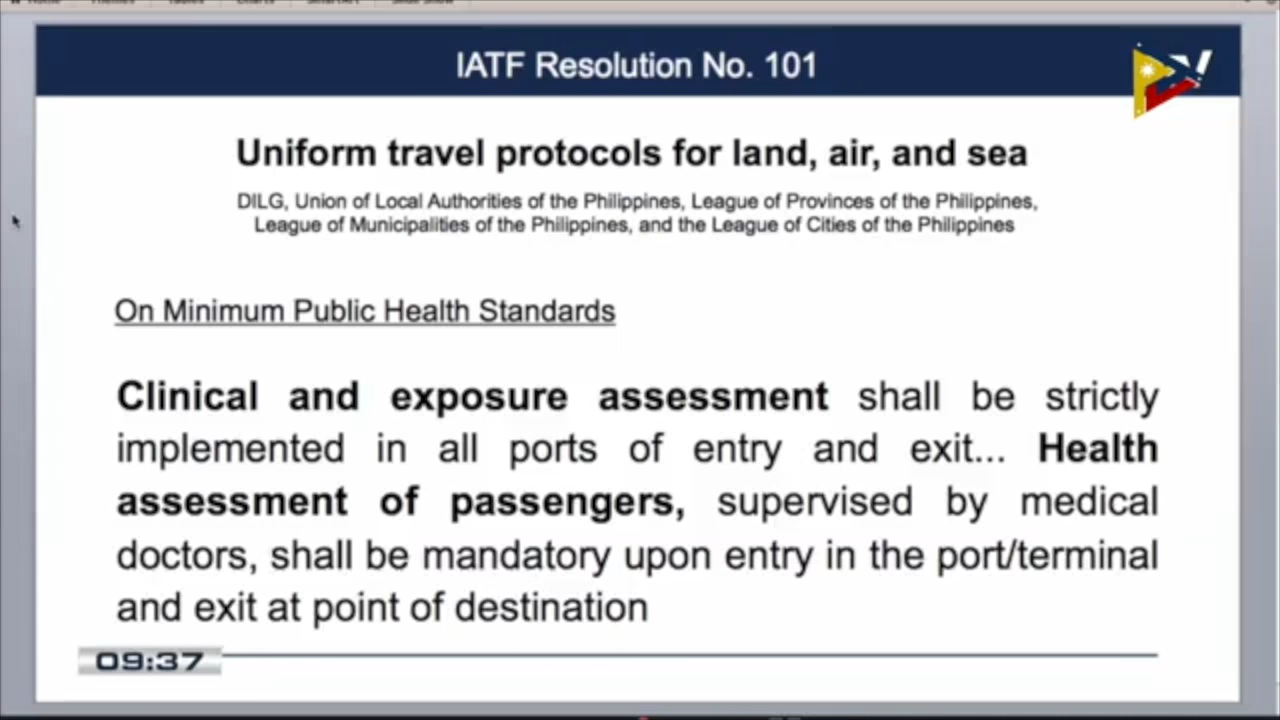 IATF Resolution No. 101
Uniform travel protocols for land, air, and sea
DILG, Union of Local Authorities of the Philippines, League of Provinces of the Philippines,
League of Municipalities of the Philippines, and the League of Cities of the Philippines
On Minimum Public Health Standards
Clinical and exposure assessment shall be strictly
implemented in all ports of entry and exit... Health
assessment of passengers, supervised by medical
doctors, shall be mandatory upon entry in the port/terminal
and exit at point of destination
09:37